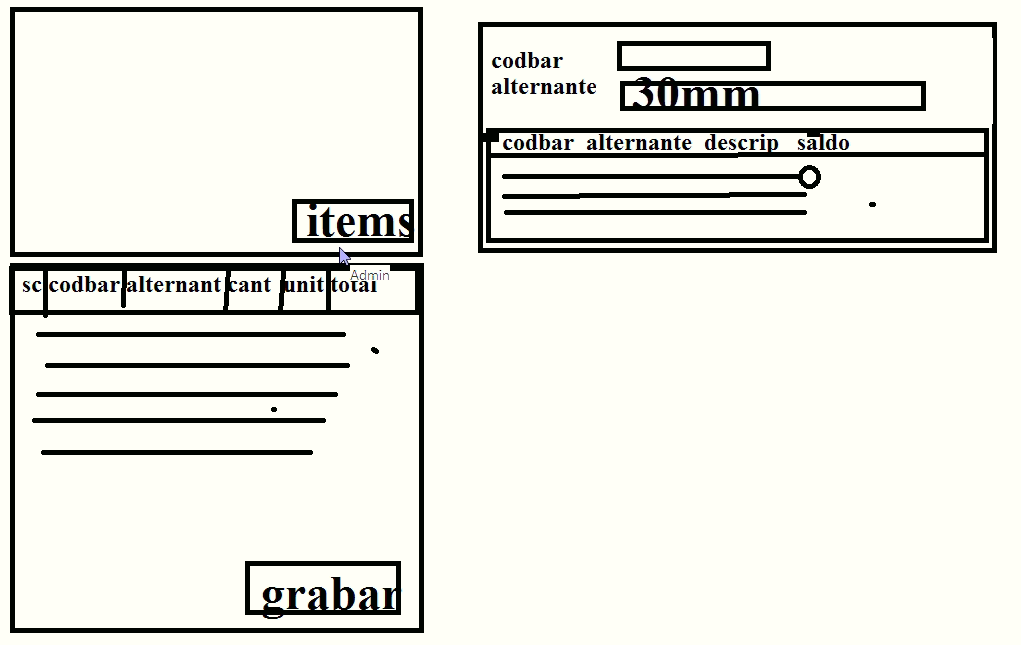 items
sc codbar alternant cant unit total
Admin
grabar
codbar
alternante 30mm
codbar alternante descrip saldo